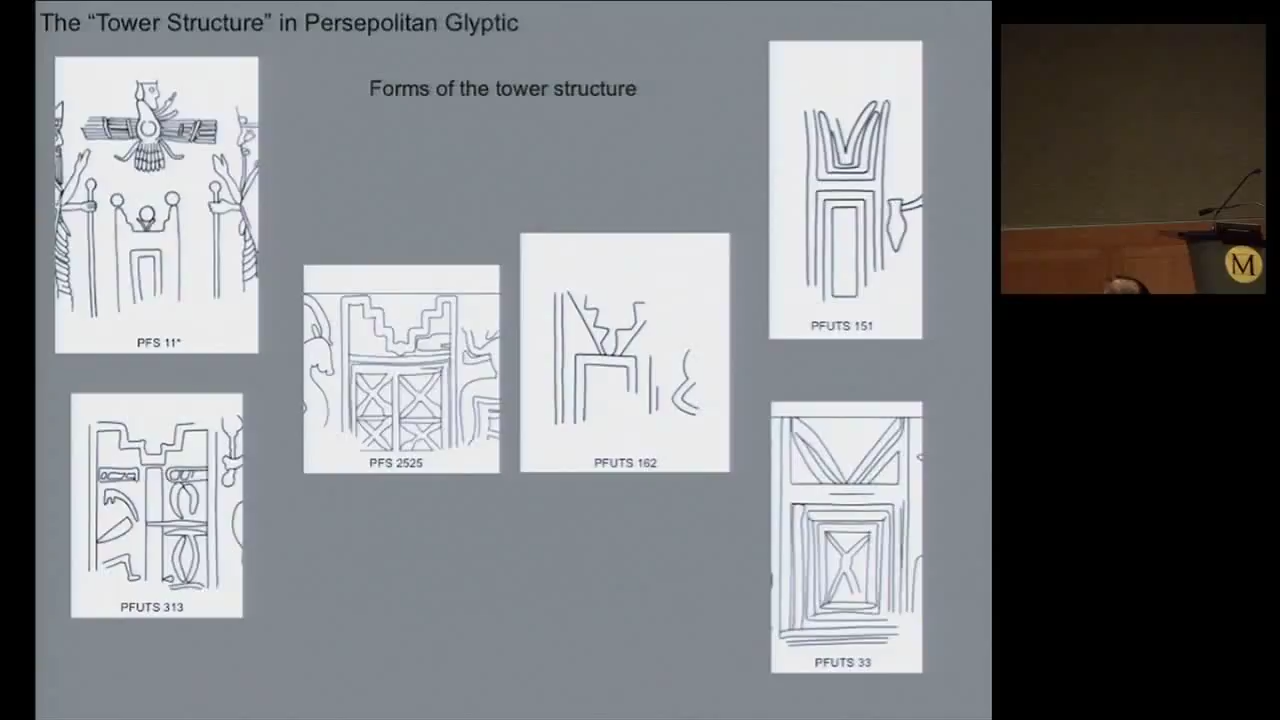 The “Tower Structure” in Persepolitan Glyptic
Forms of the tower structure
PFS 11*
PFUTS 313
PFS 2525
PFUTS 162
PFUTS 151
PFUTS 33
M